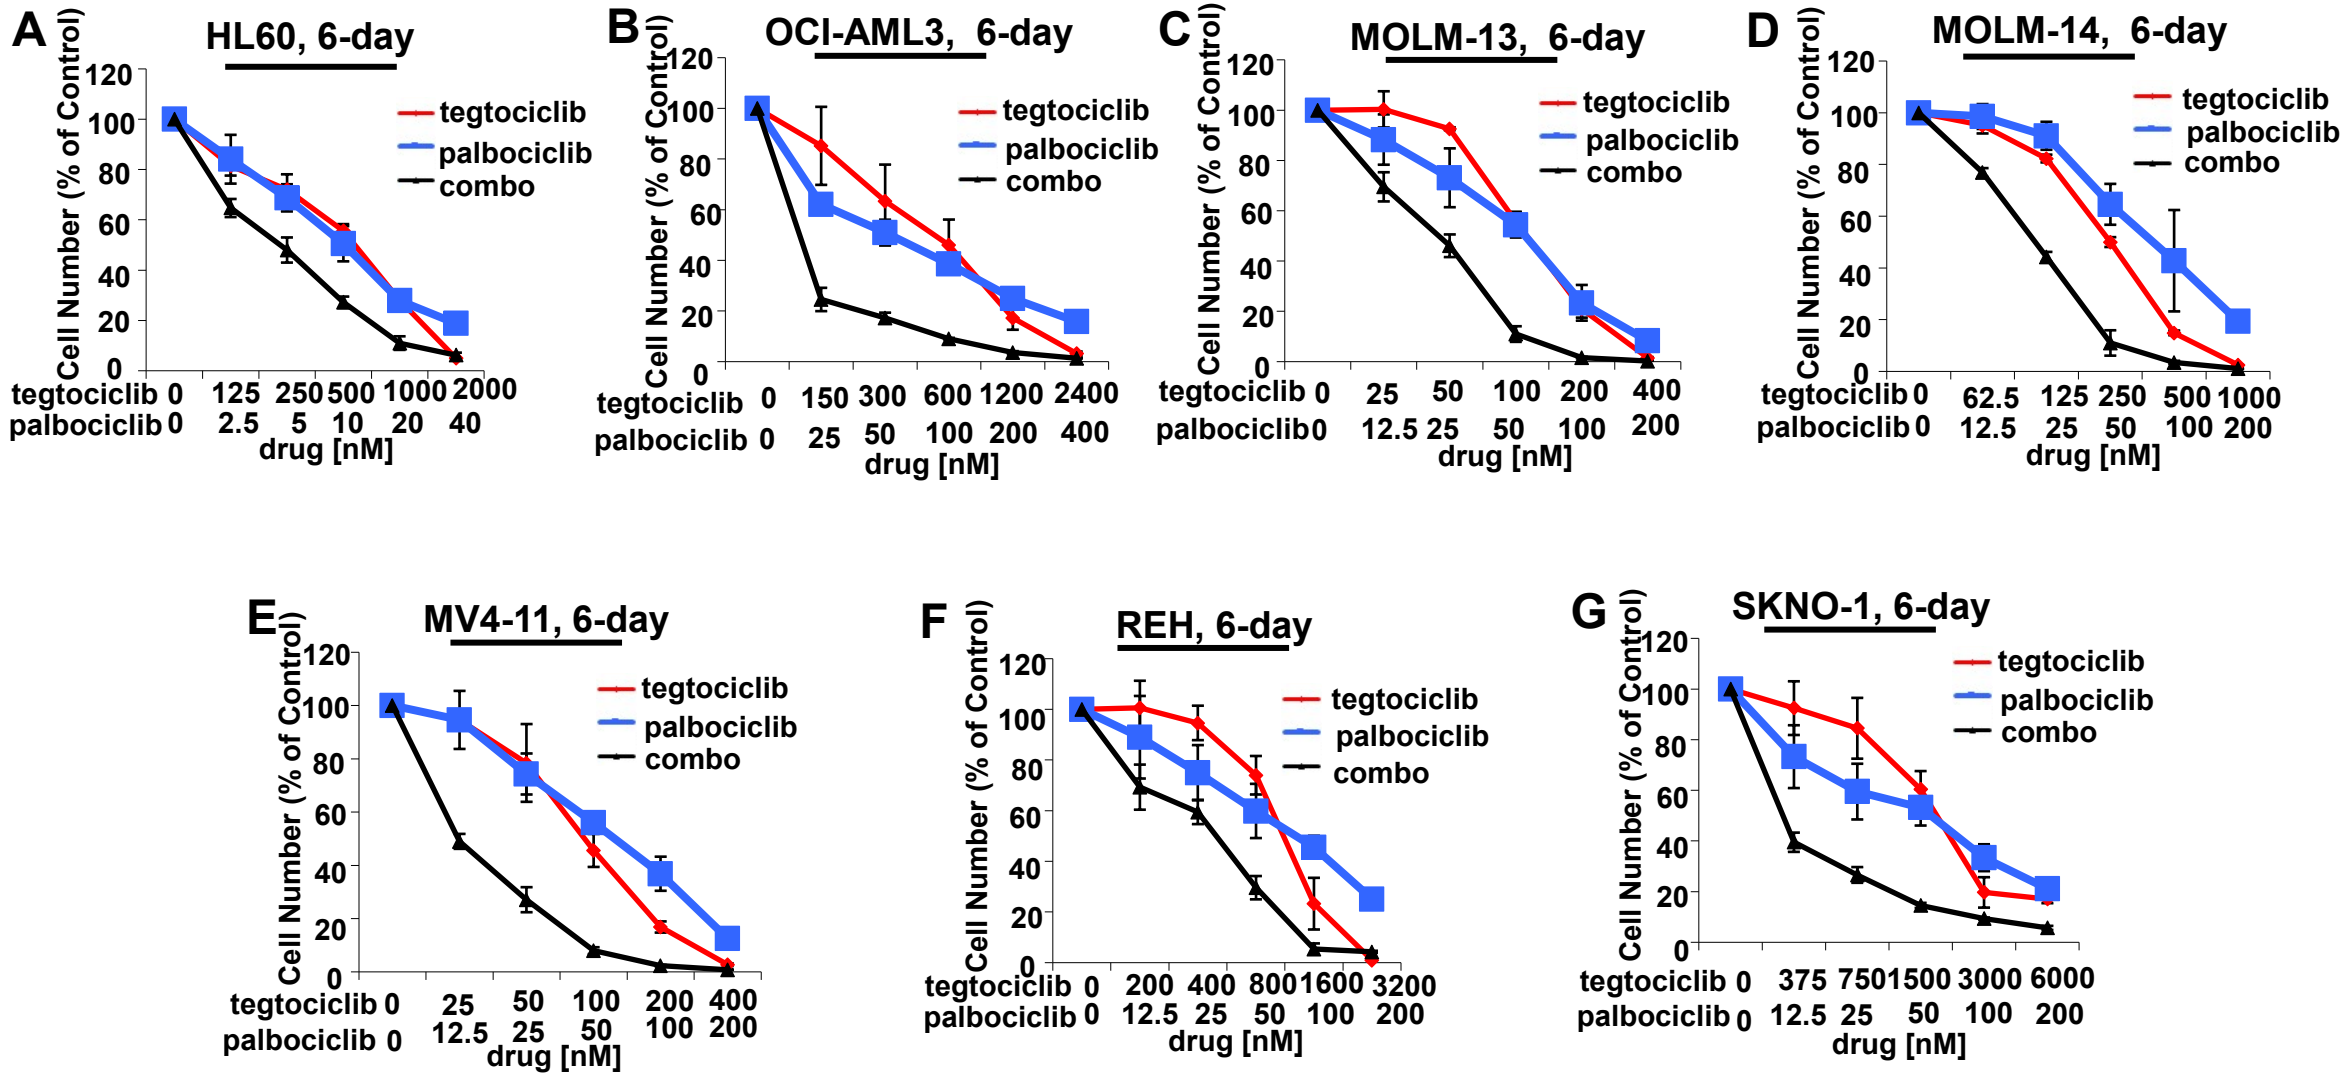 A
HL60, 6-day
Cell Number (% of Control)
120
100
80
60
40
20
0
tegtociclib
palbociclib
combo
tegtociclib 0 125 250 500 1000 2000
palbociclib 0 2.5 5 10 20 40
drug [nM]
B
OCI-AML3, 6-day
Cell Number (% of Control)
120
100
80
60
40
20
0
tegtociclib
palbociclib
combo
tegtociclib 0 150 300 600 1200 2400
palbociclib 0 25 50 100 200 400
drug [nM]
C
MOLM-13, 6-day
Cell Number (% of Control)
120
100
80
60
40
20
0
tegtociclib
palbociclib
combo
tegtociclib 0 25 50 100 200 400
palbociclib 0 12.5 25 50 100 200
drug [nM]
D
MOLM-14, 6-day
Cell Number (% of Control)
120
100
80
60
40
20
0
tegtociclib
palbociclib
combo
tegtociclib 0 62.5 125 250 500 1000
palbociclib 0 12.5 25 50 100 200
drug [nM]
E
MV4-11, 6-day
Cell Number (% of Control)
120
100
80
60
40
20
0
tegtociclib
palbociclib
combo
tegtociclib 0 25 50 100 200 400
palbociclib 0 12.5 25 50 100 200
drug [nM]
F
REH, 6-day
Cell Number (% of Control)
120
100
80
60
40
20
0
tegtociclib
palbociclib
combo
tegtociclib 0 200 400 800 1600 3200
palbociclib 0 12.5 25 50 100 200
drug [nM]
G
SKNO-1, 6-day
Cell Number (% of Control)
120
100
80
60
40
20
0
tegtociclib
palbociclib
combo
tegtociclib 0 375 750 1500 3000 6000
palbociclib 0 12.5 25 50 100 200
drug [nM]